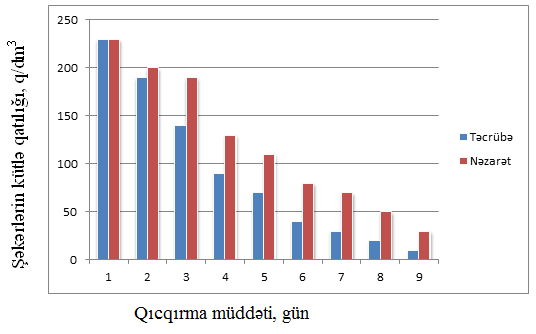 Şəkərlərin kütlə qatılığı, q/dm³
250
200
150
100
50
0
1 2 3 4 5 6 7 8 9
Təcrübə
Nəzarət
Qıcqırma müddəti, gün